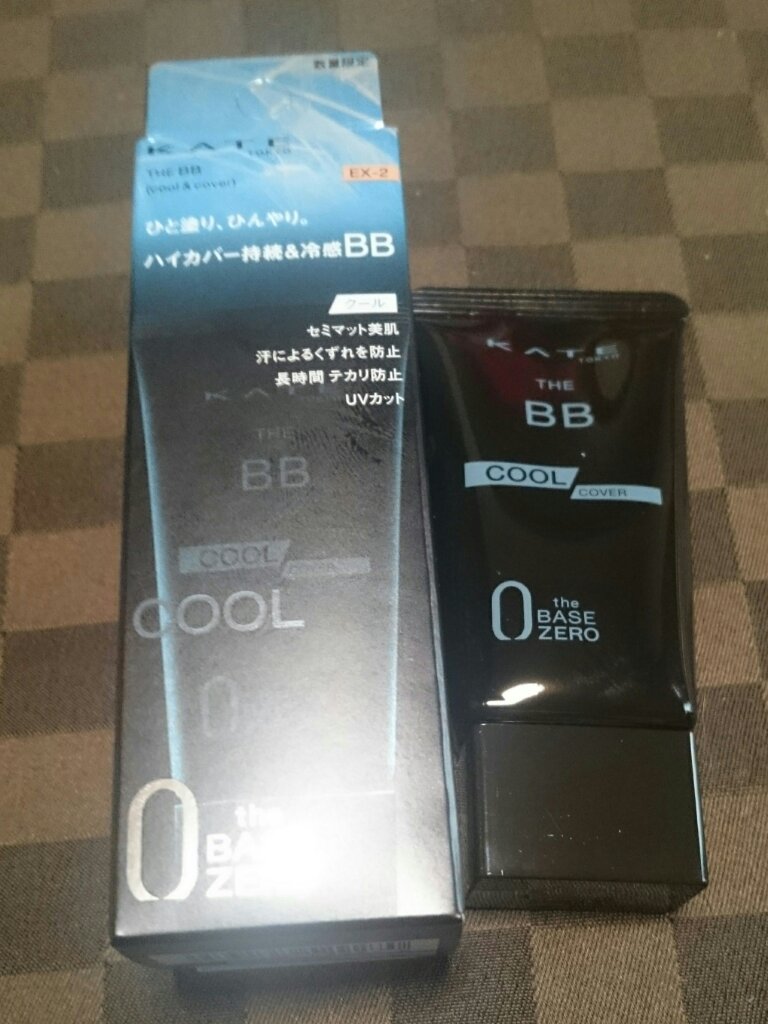 数量限定
KATE
TOKYO
THE BB
(cool & cover)
EX-2
ひと塗り、ひんやり。
ハイカバー持続&冷感BB
クール
セミマット美肌
汗によるくずれを防止
長時間 テカリ防止
UVカット
KATE
THE
BB
COOL
COOL
0
0 the
BASE
ZERO
KATE
TOKYO
THE
BB
COOL
COVER
0 the
BASE
ZERO